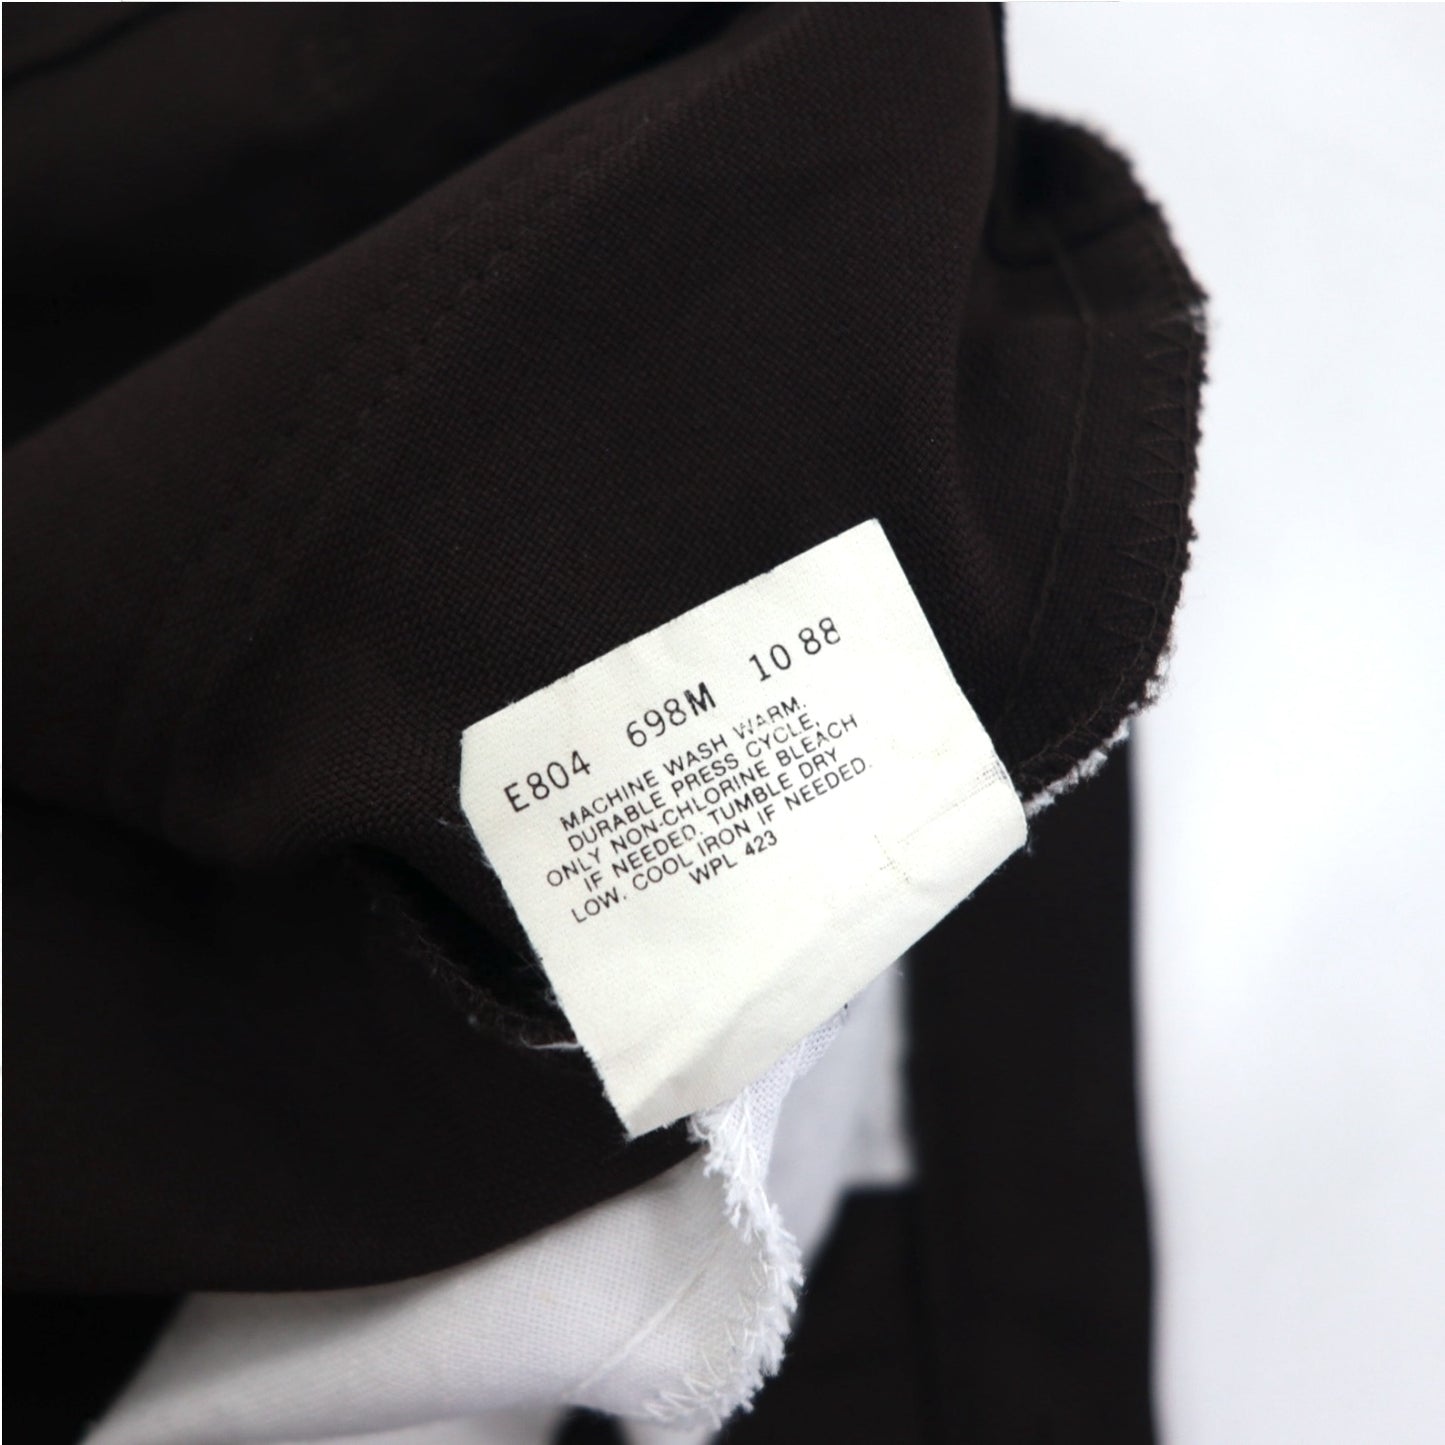 E804 698M 10 88
MACHINE WASH WARM.
DURABLE PRESS CYCLE,
ONLY NON-CHLORINE BLEACH
IF NEEDED. TUMBLE DRY
LOW. COOL IRON IF NEEDED.
WPL 423